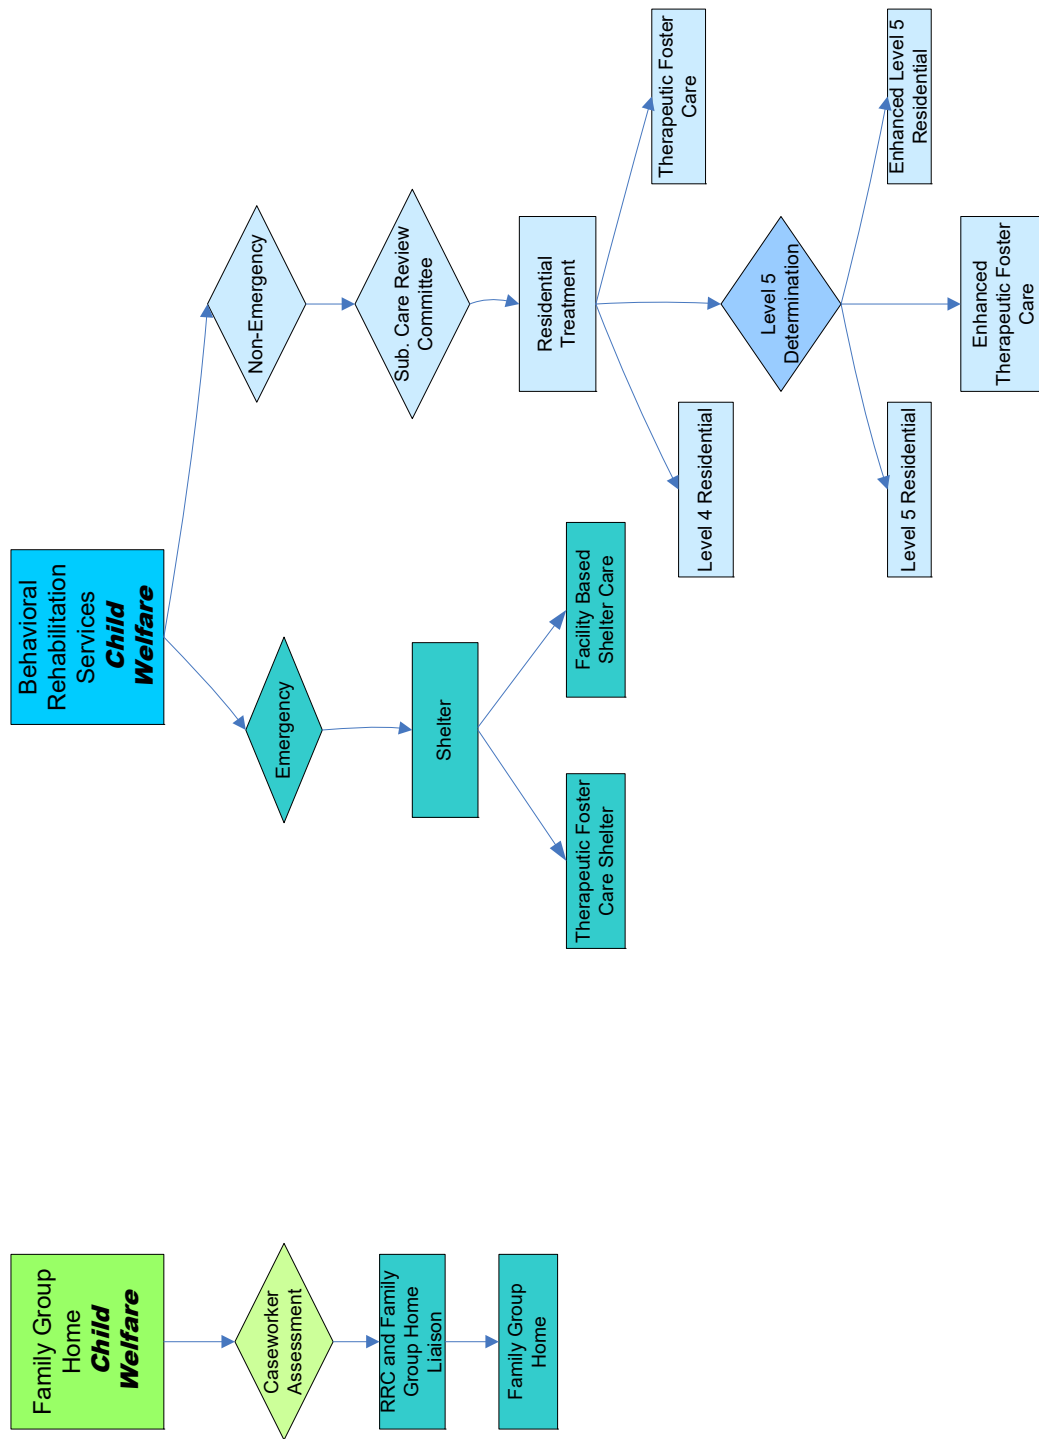 Family Group
Home
Child
Welfare
Caseworker
Assessment
RRC and Family
Group Home
Liaison
Family Group
Home
Behavioral
Rehabilitation
Services
Child
Welfare
Emergency
Shelter
Therapeutic Foster
Care Shelter
Facility Based
Shelter Care
Non-Emergency
Sub. Care Review
Committee
Residential
Treatment
Level 4 Residential
Therapeutic Foster
Care
Level 5
Determination
Level 5 Residential
Enhanced
Therapeutic Foster
Care
Enhanced Level 5
Residential